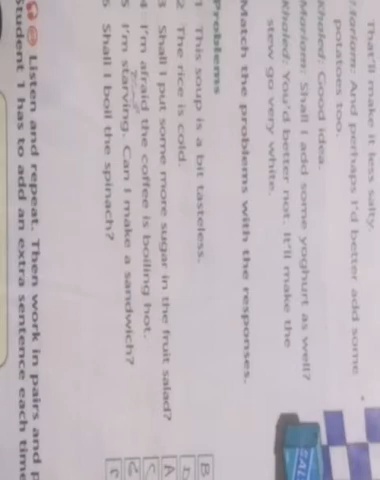 That'll make it less salty.
Mariam: And perhaps I'd better add some
potatoes too.
Khaled: Good idea.
Mariam: Shall I add some yoghurt as well?
Khaled: You'd better not. It'll make the
stew go very white.
Match the problems with the responses.
Problems
1 This soup is a bit tasteless. B
2 The rice is cold. D
3 Shall I put some more sugar in the fruit salad? A
4 I'm afraid the coffee is boiling hot. C
5 I'm starving. Can I make a sandwich?
6 Shall I boil the spinach?
Listen and repeat. Then work in pairs and
Student 1 has to add an extra sentence each time